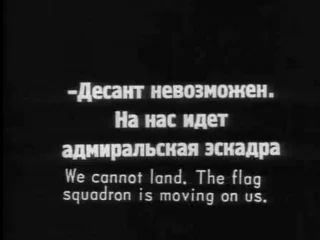 -Десант невозможен.
На нас идет
адмиральская эскадра
We cannot land. The flag
squadron is moving on us.